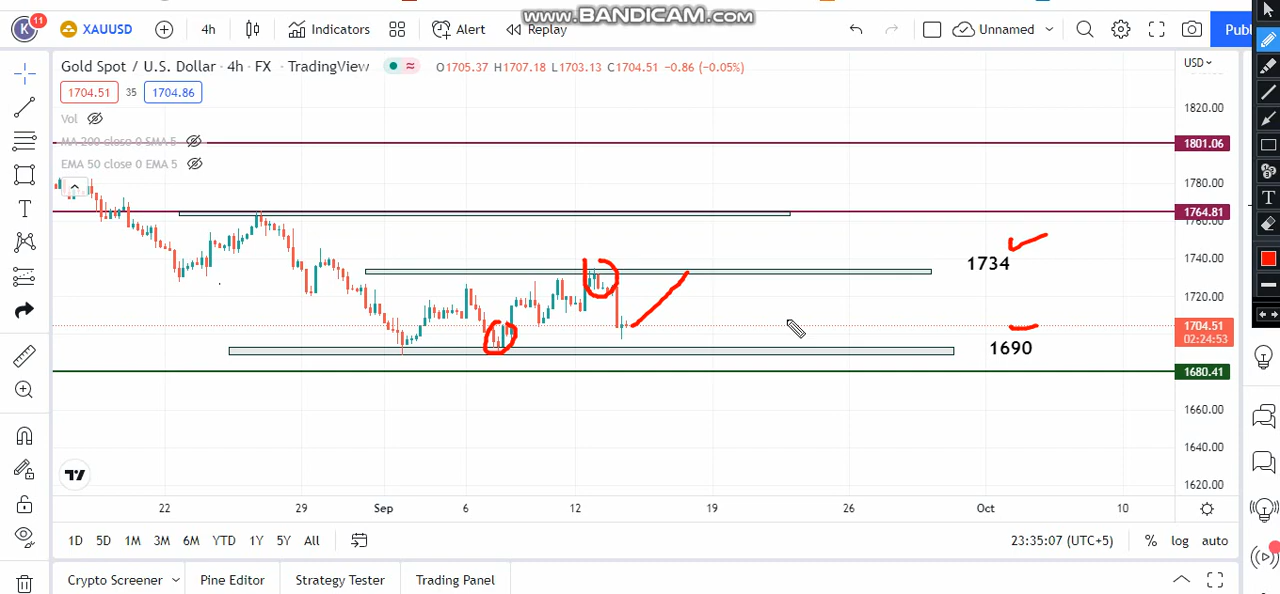 www.BANDICAM.com
K 11 XAUUSD 4h Indicators Alert Replay Unnamed Publ
Gold Spot / U.S. Dollar · 4h · FX · TradingView O1705.37 H1707.18 L1703.13 C1704.51 −0.86 (−0.05%) USD
1704.51 35 1704.86
Vol
MA 200 close 0 SMA 5
EMA 50 close 0 EMA 5
1820.00
1801.06
1780.00
1764.81
1760.00
1740.00
1720.00
1704.51
02:24:53
1680.41
1660.00
1640.00
1620.00
1734
1690
22 29 Sep 6 12 19 26 Oct 10
1D 5D 1M 3M 6M YTD 1Y 5Y All 23:35:07 (UTC+5) % log auto
Crypto Screener Pine Editor Strategy Tester Trading Panel